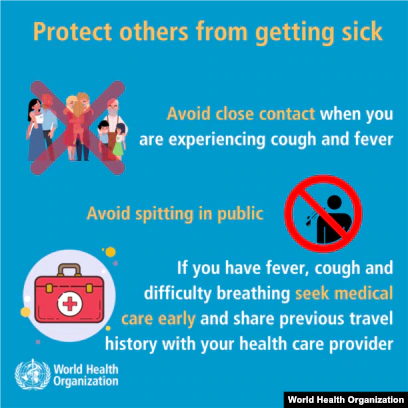 Protect others from getting sick
Avoid close contact when you
are experiencing cough and fever
Avoid spitting in public
If you have fever, cough and
difficulty breathing seek medical
care early and share previous travel
history with your health care provider
World Health
Organization
World Health Organization